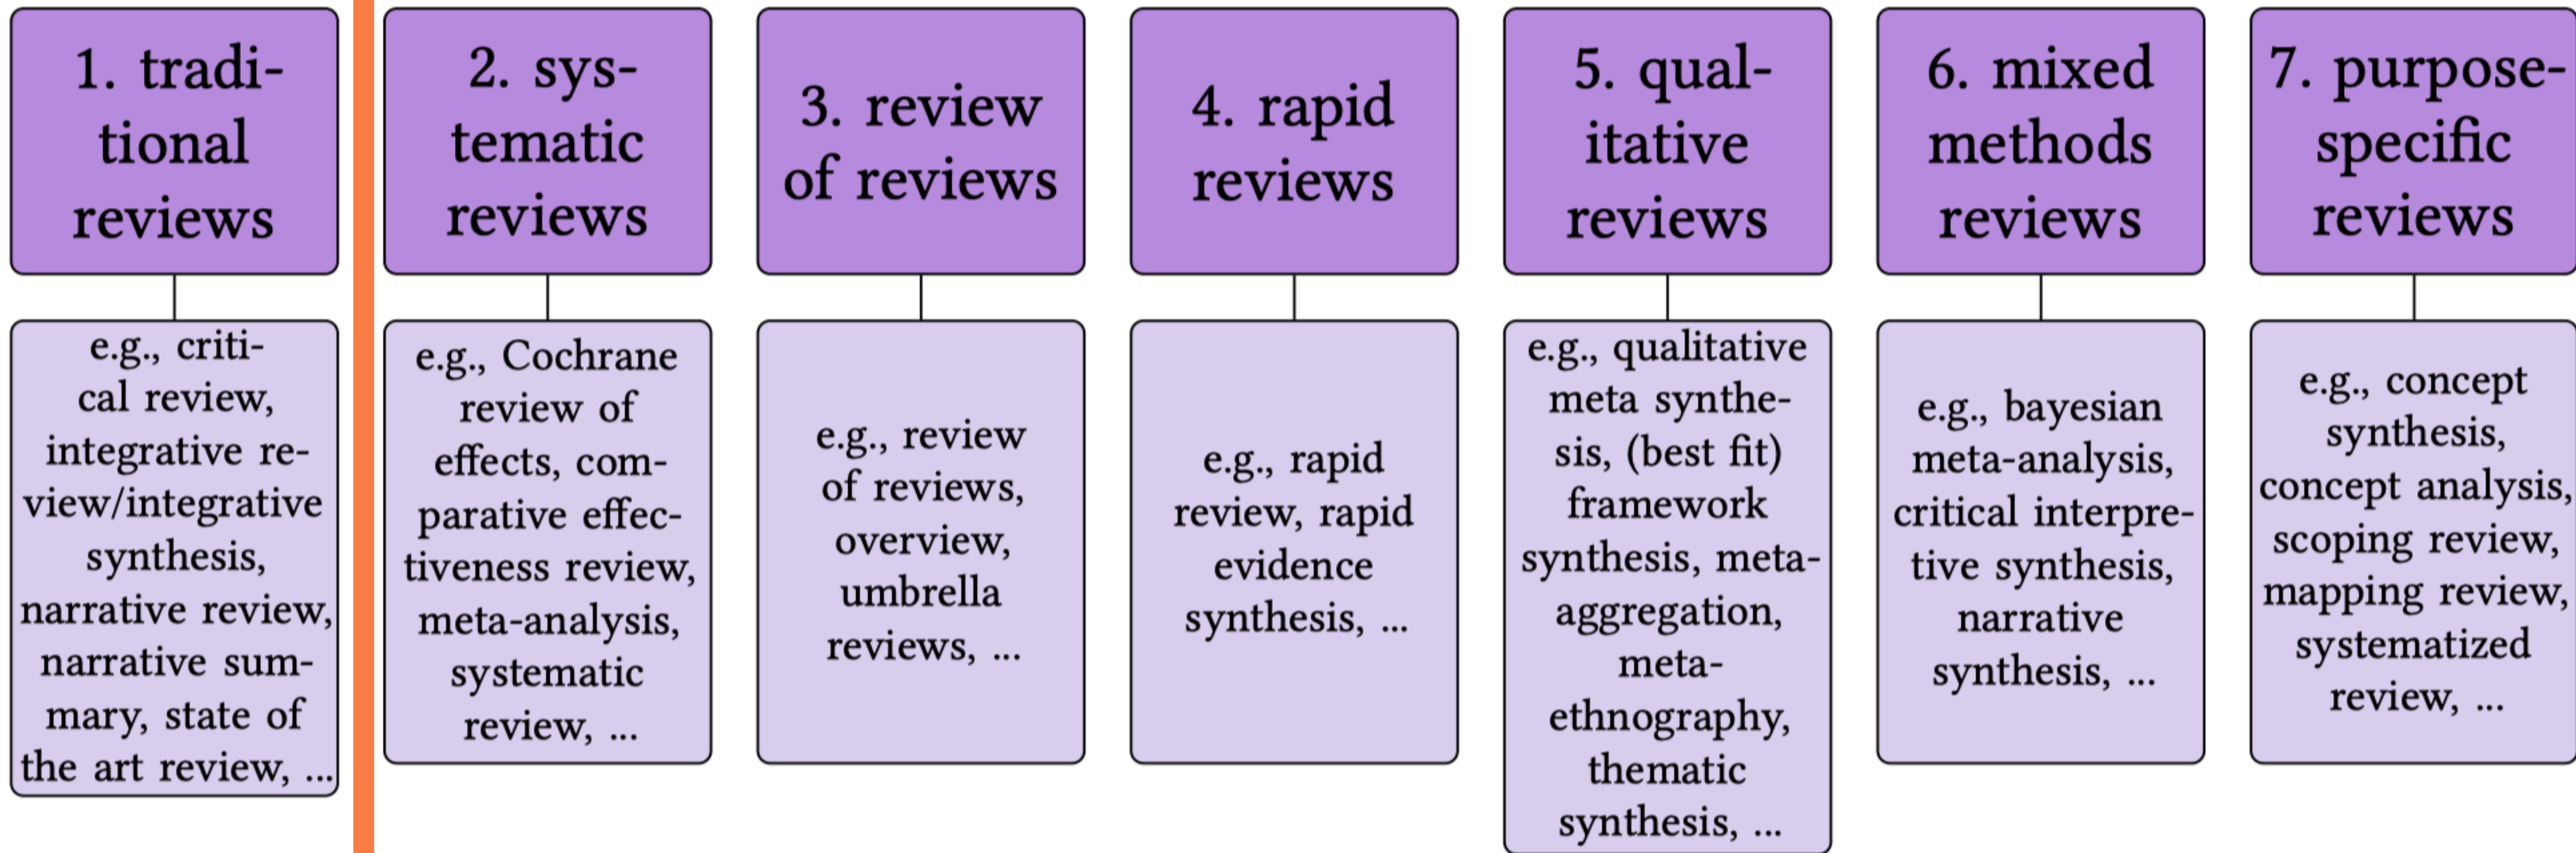 1. tradi-
tional
reviews
e.g., criti-
cal review,
integrative re-
view/integrative
synthesis,
narrative review,
narrative sum-
mary, state of
the art review, ...
2. sys-
tematic
reviews
e.g., Cochrane
review of
effects, com-
parative effec-
tiveness review,
meta-analysis,
systematic
review, ...
3. review
of reviews
e.g., review
of reviews,
overview,
umbrella
reviews, ...
4. rapid
reviews
e.g., rapid
review, rapid
evidence
synthesis, ...
5. qual-
itative
reviews
e.g., qualitative
meta synthe-
sis, (best fit)
framework
synthesis, meta-
aggregation,
meta-
ethnography,
thematic
synthesis, ...
6. mixed
methods
reviews
e.g., bayesian
meta-analysis,
critical interpre-
tive synthesis,
narrative
synthesis, ...
7. purpose-
specific
reviews
e.g., concept
synthesis,
concept analysis,
scoping review,
mapping review,
systematized
review, ...